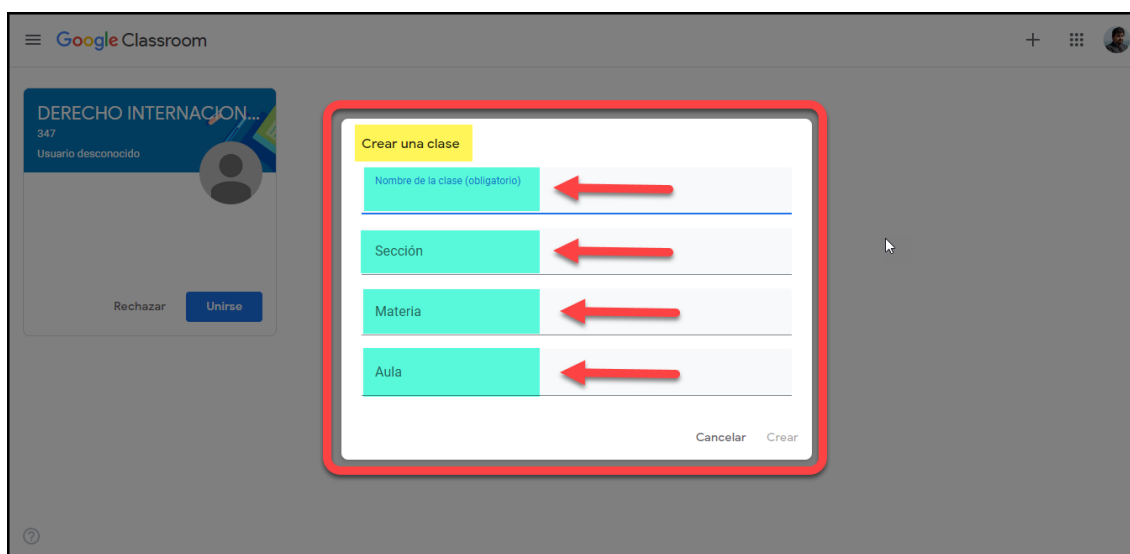 Google Classroom
DERECHO INTERNACION...
347
Usuario desconocido
Rechazar
Unirse
Crear una clase
Nombre de la clase (obligatorio)
Sección
Materia
Aula
Cancelar
Crear